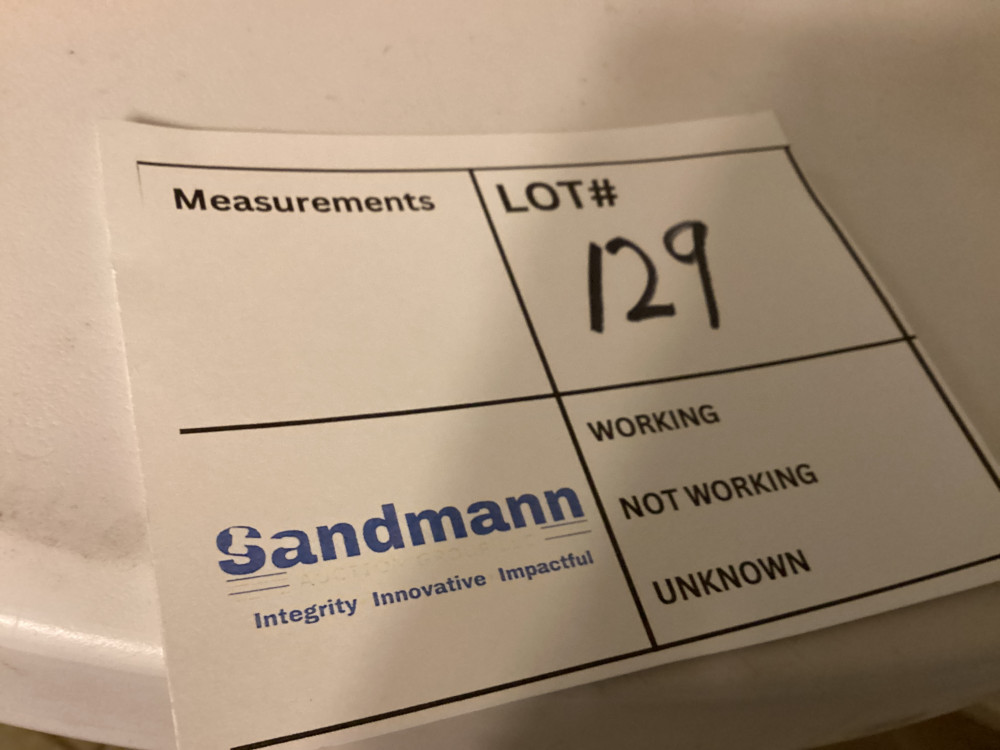 Measurements
LOT#
129
WORKING
NOT WORKING
UNKNOWN
Sandmann
Integrity Innovative Impactful